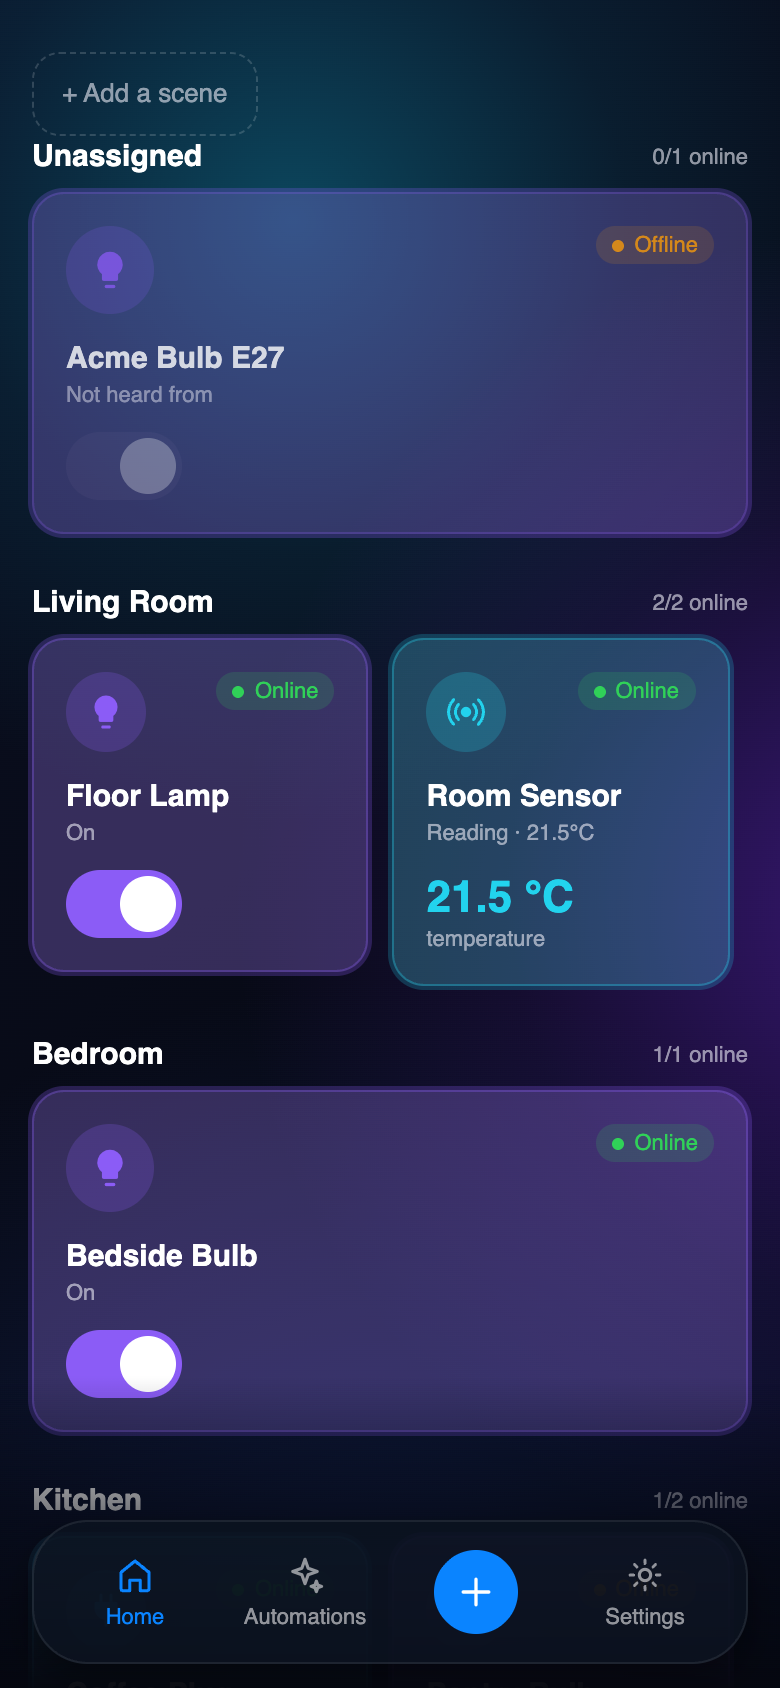 + Add a scene
Unassigned
0/1 online
Offline
Acme Bulb E27
Not heard from
Living Room
2/2 online
Online
Floor Lamp
On
Online
Room Sensor
Reading · 21.5°C
21.5 °C
temperature
Bedroom
1/1 online
Online
Bedside Bulb
On
Kitchen
1/2 online
Home
Automations
Settings